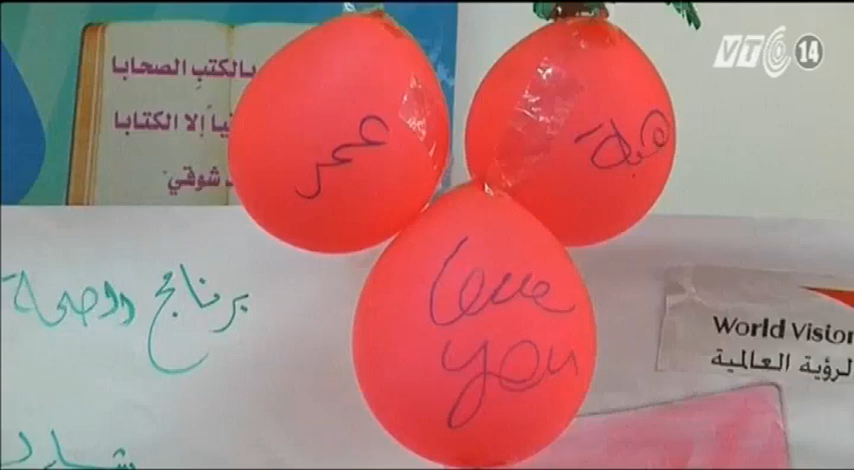 VTC14
بالكتبِ الصحابا
إلا الكتابا
شوقي
عمر
هبة
love
you
برنامج الصحة
World Vision
الرؤية العالمية